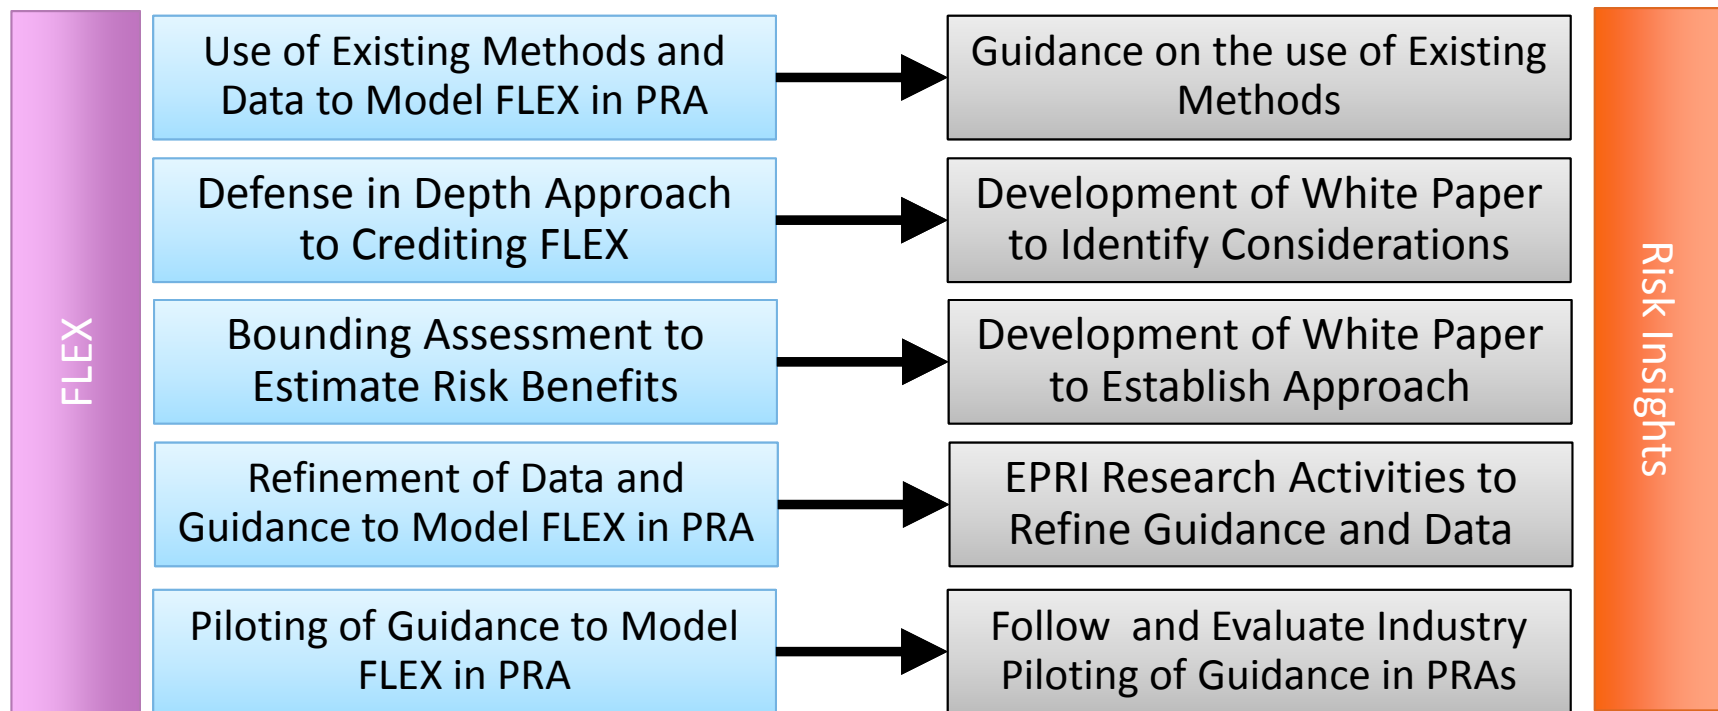 FLEX
Use of Existing Methods and
Data to Model FLEX in PRA
Guidance on the use of Existing
Methods
Defense in Depth Approach
to Crediting FLEX
Development of White Paper
to Identify Considerations
Bounding Assessment to
Estimate Risk Benefits
Development of White Paper
to Establish Approach
Refinement of Data and
Guidance to Model FLEX in PRA
EPRI Research Activities to
Refine Guidance and Data
Piloting of Guidance to Model
FLEX in PRA
Follow  and Evaluate Industry
Piloting of Guidance in PRAs
Risk Insights